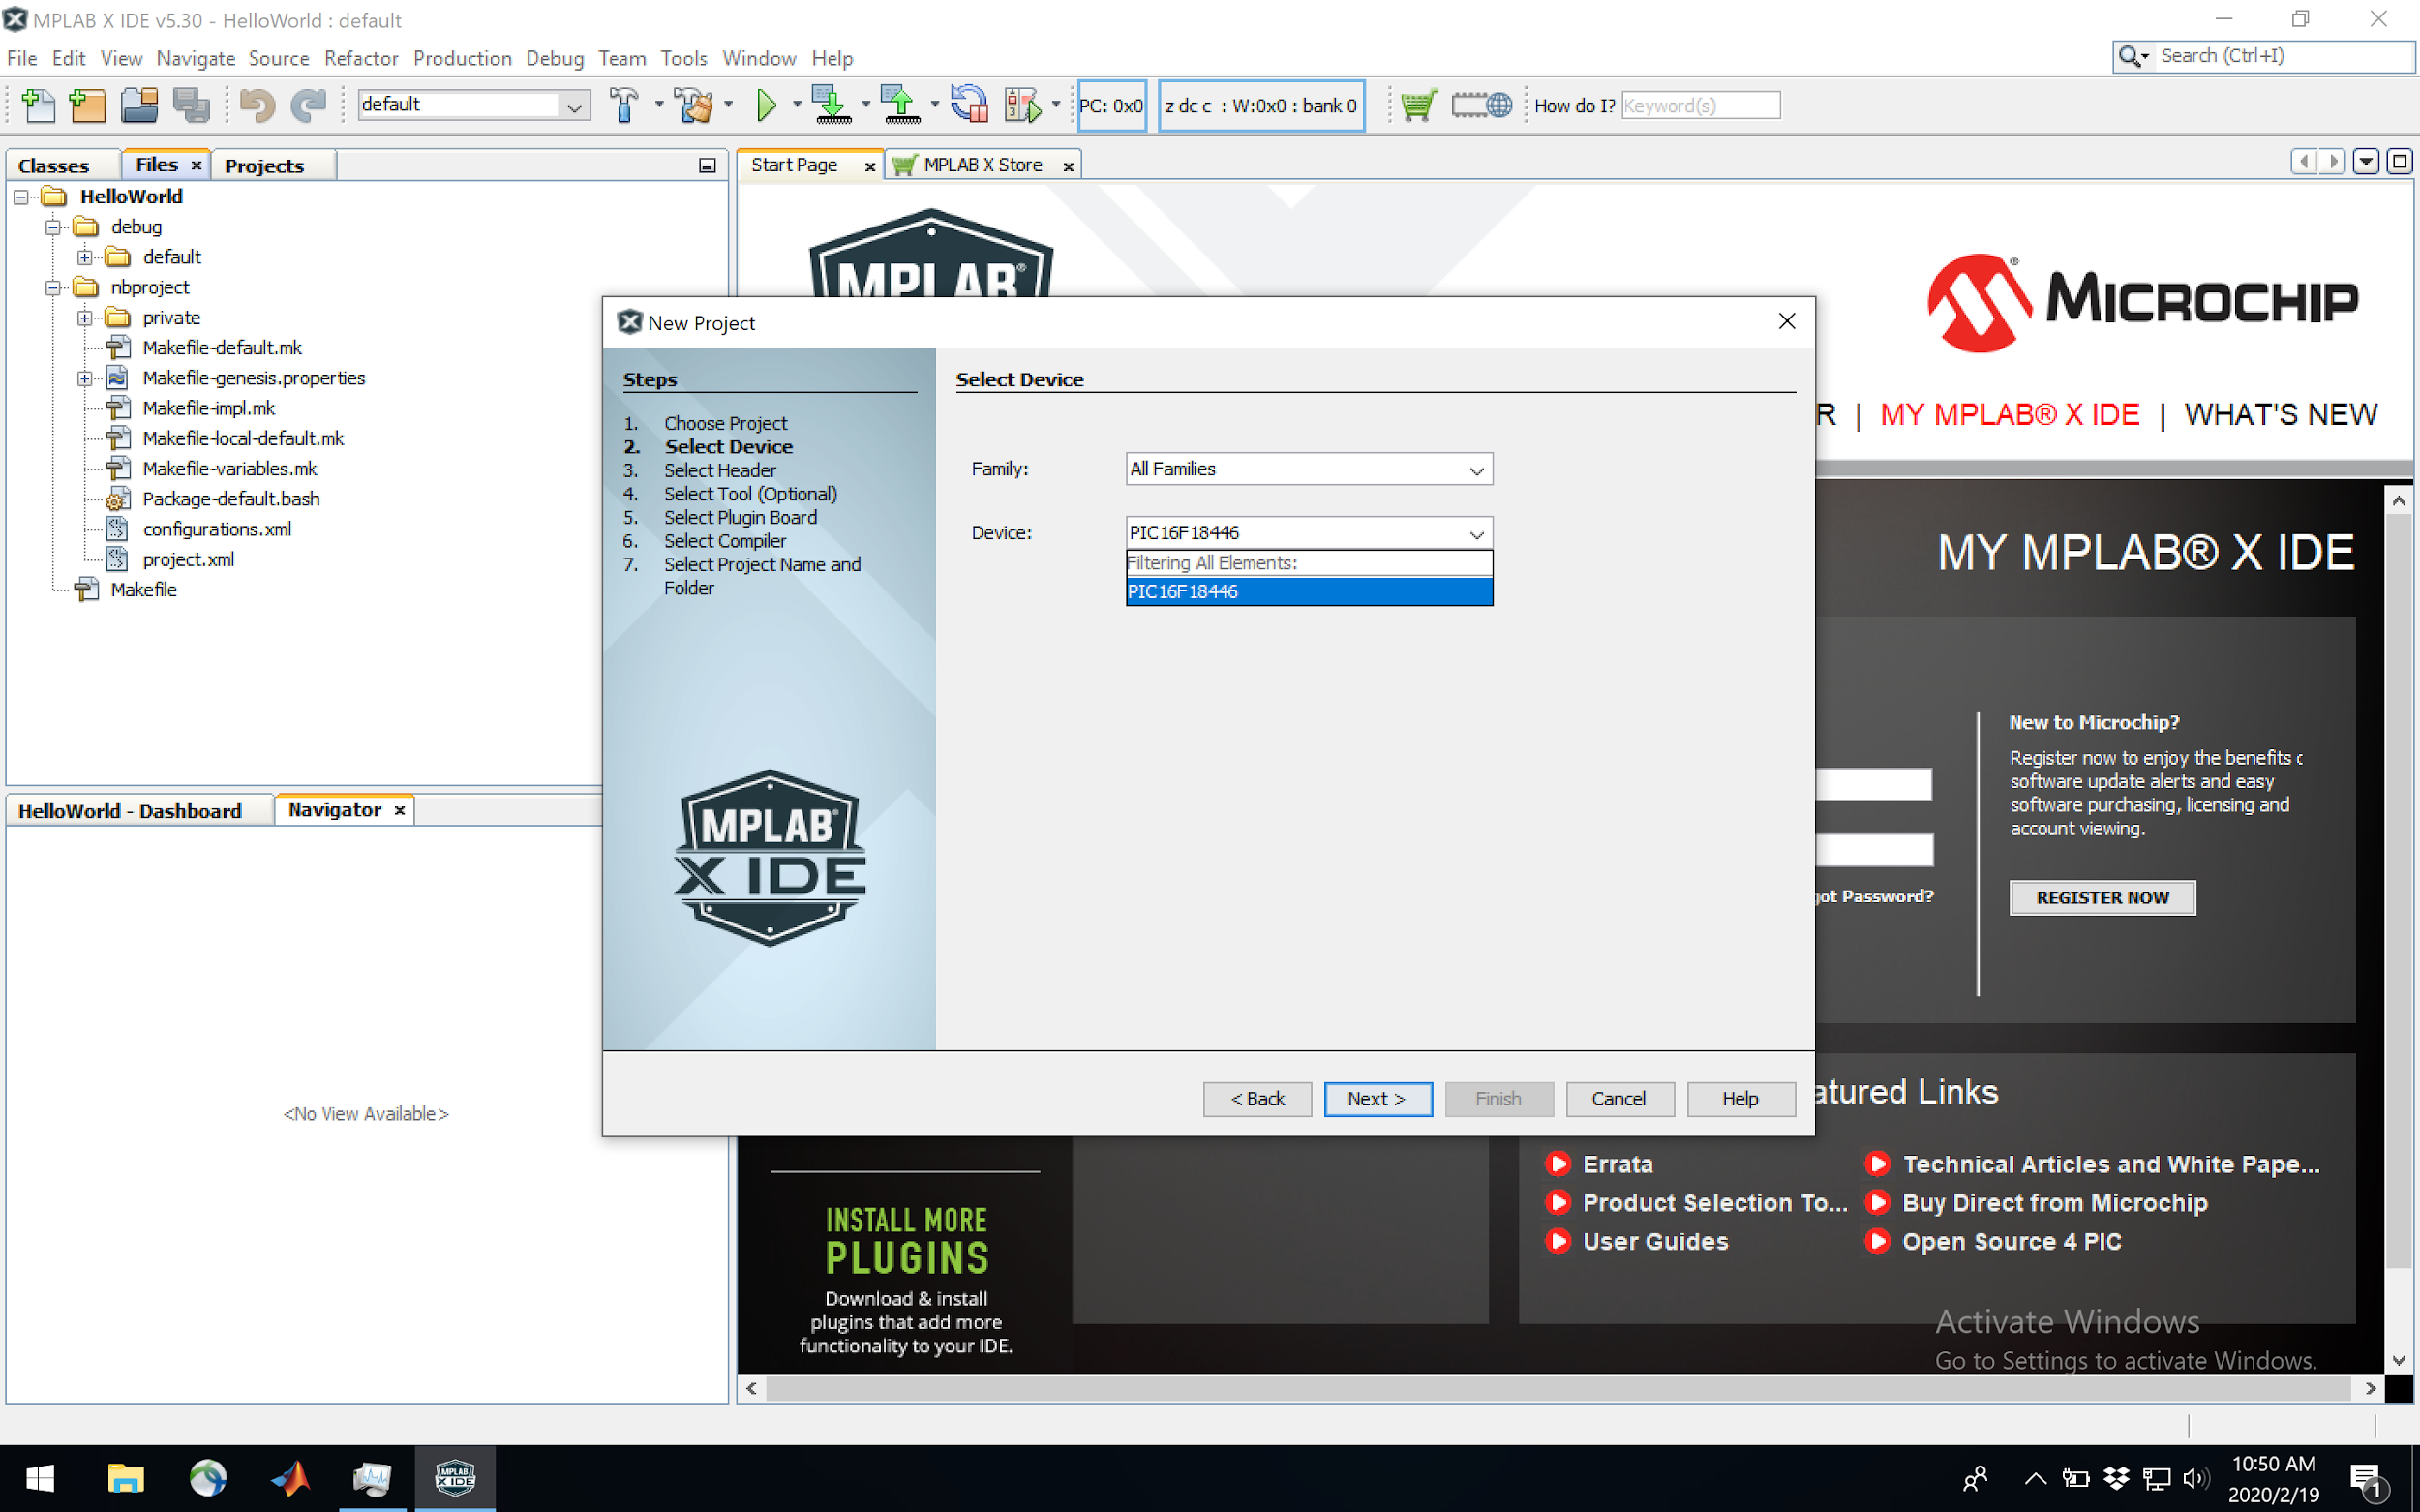 MPLAB X IDE v5.30 - HelloWorld : default
File Edit View Navigate Source Refactor Production Debug Team Tools Window Help
Search (Ctrl+I)
default
PC: 0x0
z dc c : W:0x0 : bank 0
How do I?
Keyword(s)
Classes
Files
Projects
HelloWorld
debug
default
nbproject
private
Makefile-default.mk
Makefile-genesis.properties
Makefile-impl.mk
Makefile-local-default.mk
Makefile-variables.mk
Package-default.bash
configurations.xml
project.xml
Makefile
HelloWorld - Dashboard
Navigator
<No View Available>
Start Page
MPLAB X Store
MPLAB®
MICROCHIP
R | MY MPLAB® X IDE | WHAT'S NEW
New Project
Steps
1. Choose Project
2. Select Device
3. Select Header
4. Select Tool (Optional)
5. Select Plugin Board
6. Select Compiler
7. Select Project Name and
Folder
MPLAB®
X IDE
Select Device
Family:
All Families
Device:
PIC16F18446
Filtering All Elements:
PIC16F18446
< Back
Next >
Finish
Cancel
Help
MY MPLAB® X IDE
New to Microchip?
Register now to enjoy the benefits
software update alerts and easy
software purchasing, licensing and
account viewing.
REGISTER NOW
got Password?
atured Links
Errata
Product Selection To...
User Guides
Technical Articles and White Pape...
Buy Direct from Microchip
Open Source 4 PIC
INSTALL MORE
PLUGINS
Download & install
plugins that add more
functionality to your IDE.
Activate Windows
Go to Settings to activate Windows.
MPLAB
X IDE
10:50 AM
2020/2/19
1